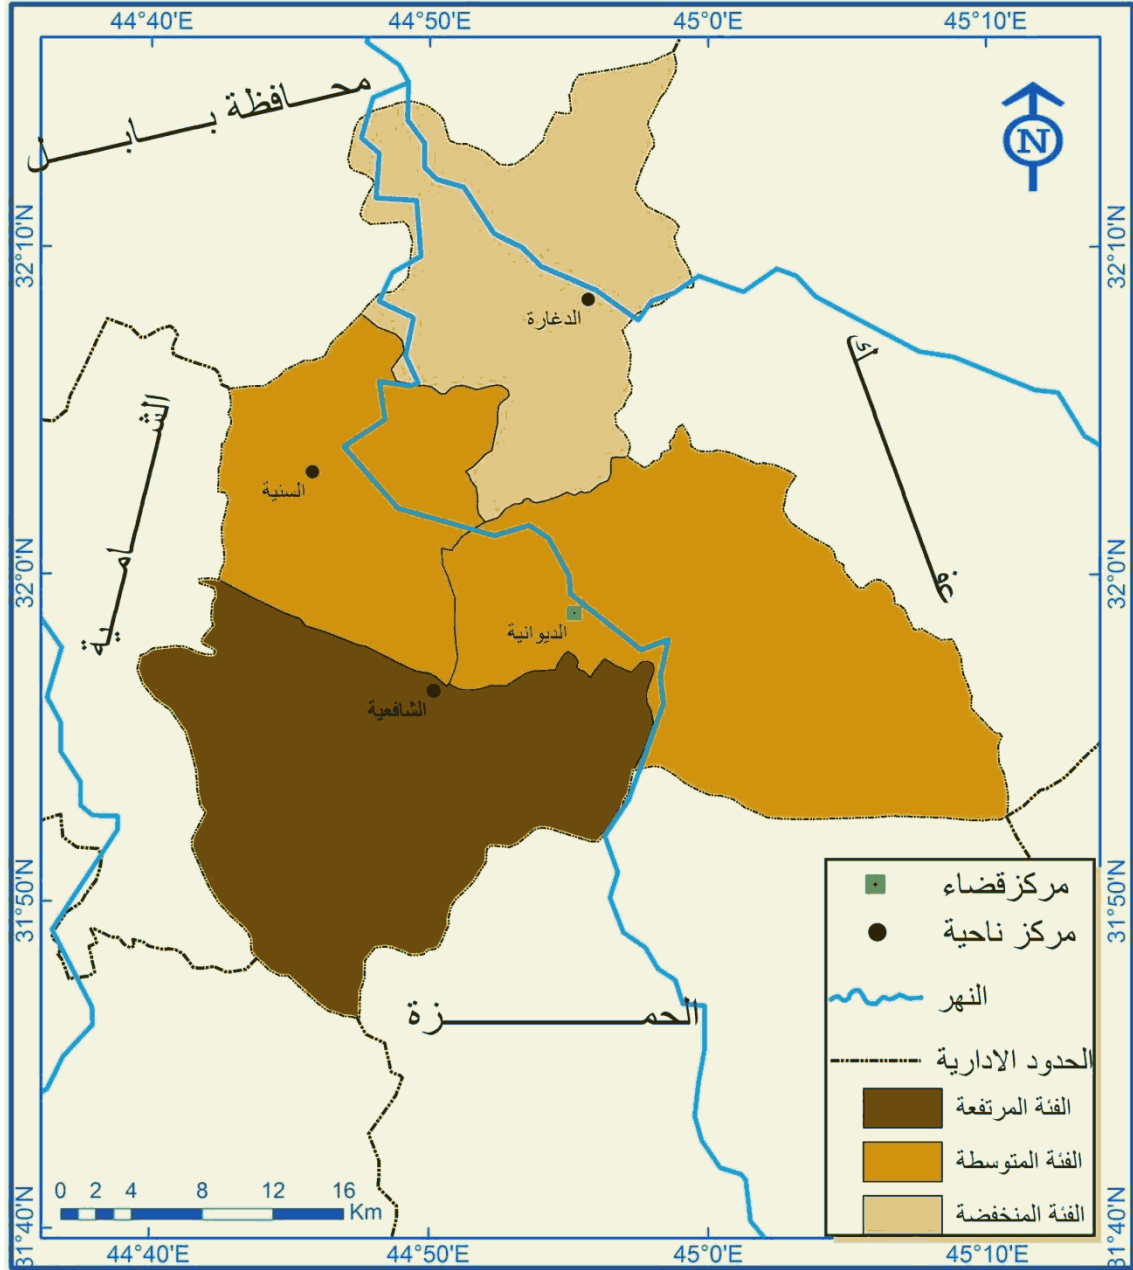 44°40'E 44°50'E 45°0'E 45°10'E
محافظة بابل
N
32°10'N 32°10'N
الدغارة
عفك
الشامية
السنية
32°0'N 32°0'N
الديوانية
الشافعية
31°50'N 31°50'N
مركزقضاء
مركز ناحية
النهر
الحدود الادارية
الفئة المرتفعة
الفئة المتوسطة
الفئة المنخفضة
الحمزة
0 2 4 8 12 16
Km
31°40'N 31°40'N
44°40'E 44°50'E 45°0'E 45°10'E